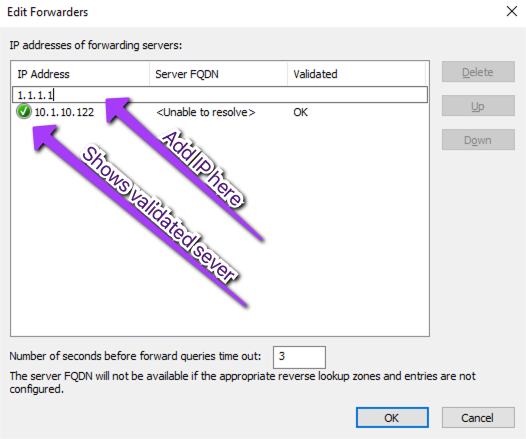 Edit Forwarders
IP addresses of forwarding servers:
IP Address Server FQDN Validated
1.1.1.1
10.1.10.122 <Unable to resolve> OK
Add IP here
Shows validated sever
Delete
Up
Down
Number of seconds before forward queries time out: 3
The server FQDN will not be available if the appropriate reverse lookup zones and entries are not
configured.
OK Cancel